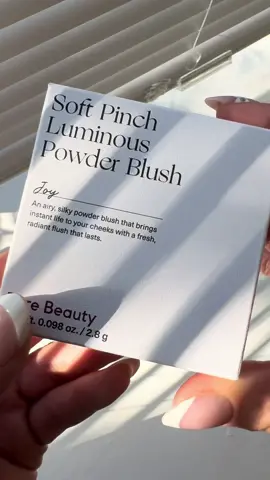 Soft Pinch
Luminous
Powder Blush
Joy
An airy, silky powder blush that brings
instant life to your cheeks with a fresh,
radiant flush that lasts.
Beauty
0.098 oz. / 2.8 g